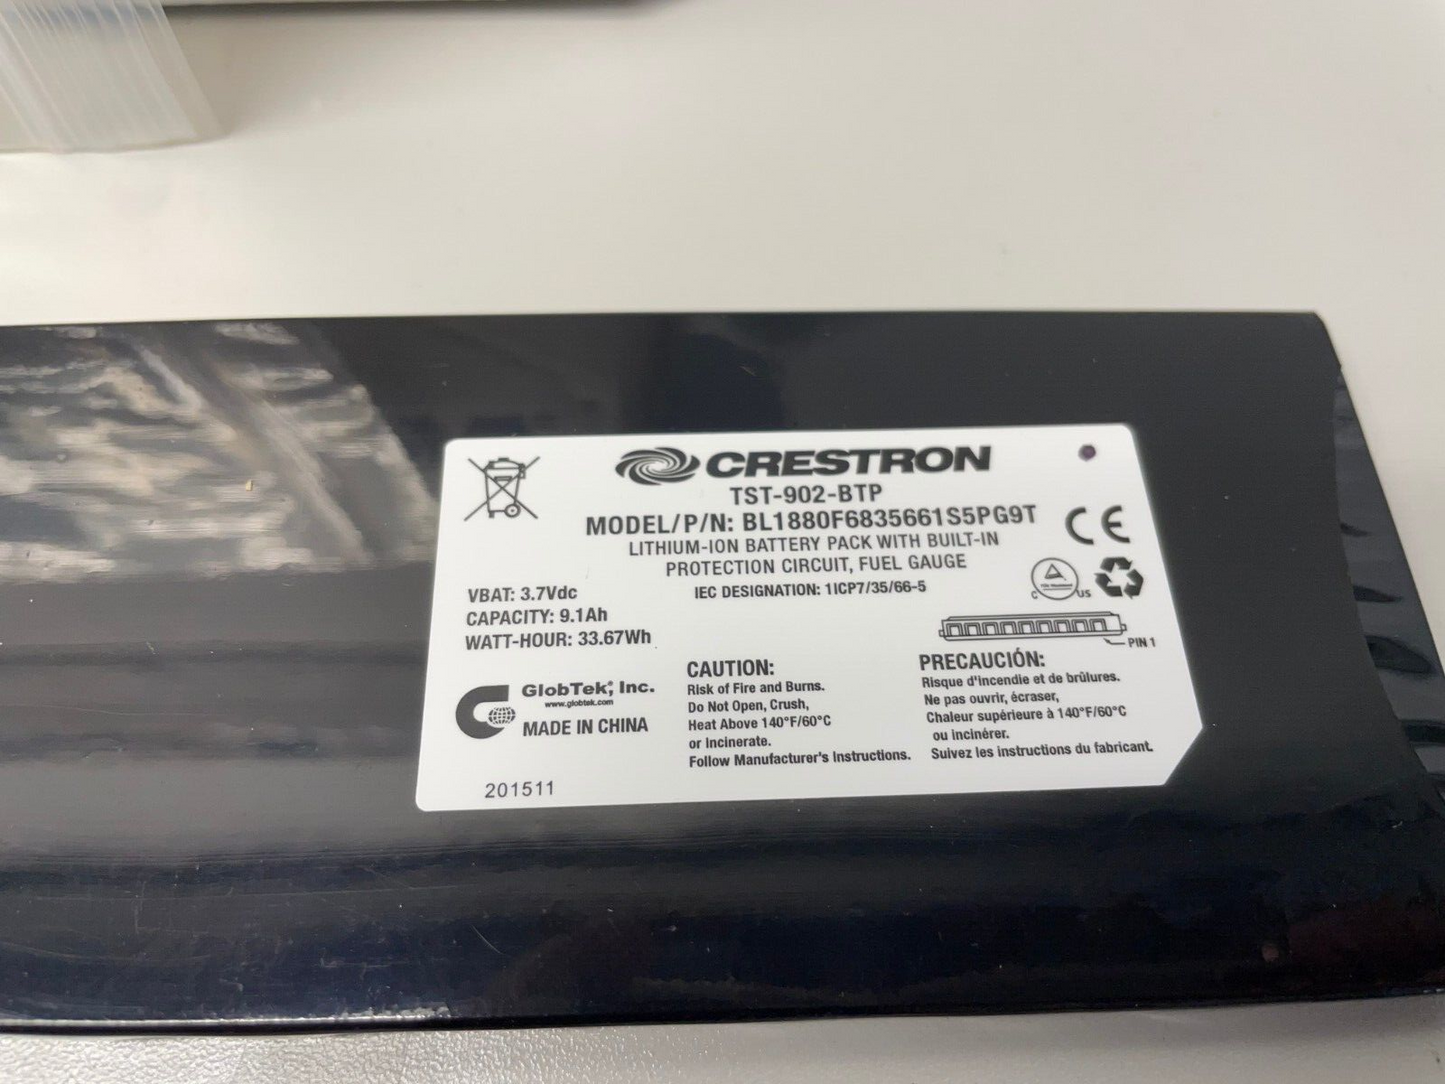 CRESTRON
TST-902-BTP
MODEL/P/N: BL1880F6835661S5PG9T
LITHIUM-ION BATTERY PACK WITH BUILT-IN
PROTECTION CIRCUIT, FUEL GAUGE
IEC DESIGNATION: 1ICP7/35/66-5
CE
C US
PIN 1
VBAT: 3.7Vdc
CAPACITY: 9.1Ah
WATT-HOUR: 33.67Wh
GlobTek, Inc.
www.globtek.com
MADE IN CHINA
201511
CAUTION:
Risk of Fire and Burns.
Do Not Open, Crush,
Heat Above 140°F/60°C
or Incinerate.
Follow Manufacturer's Instructions.
PRECAUCIÓN:
Risque d'incendie et de brûlures.
Ne pas ouvrir, écraser,
Chaleur supérieure à 140°F/60°C
ou Incinérer.
Suivez les instructions du fabricant.